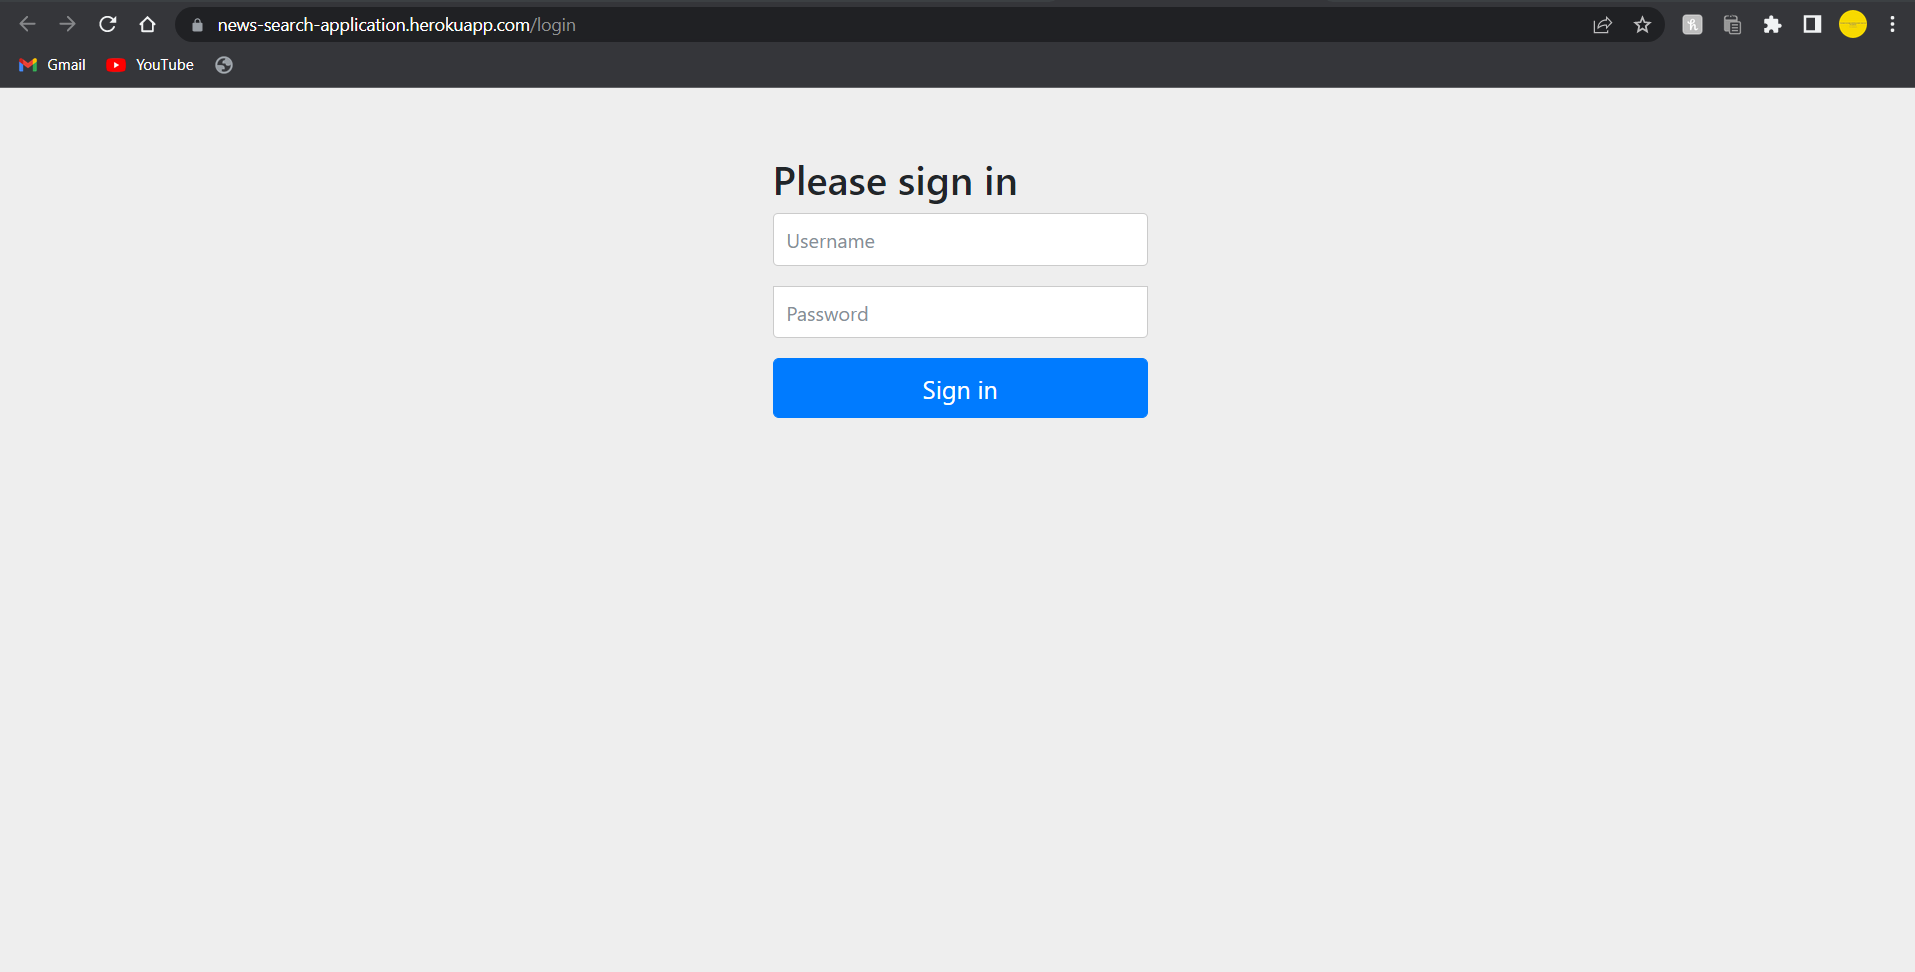 news-search-application.herokuapp.com/login
Gmail YouTube
Please sign in
Username
Password
Sign in